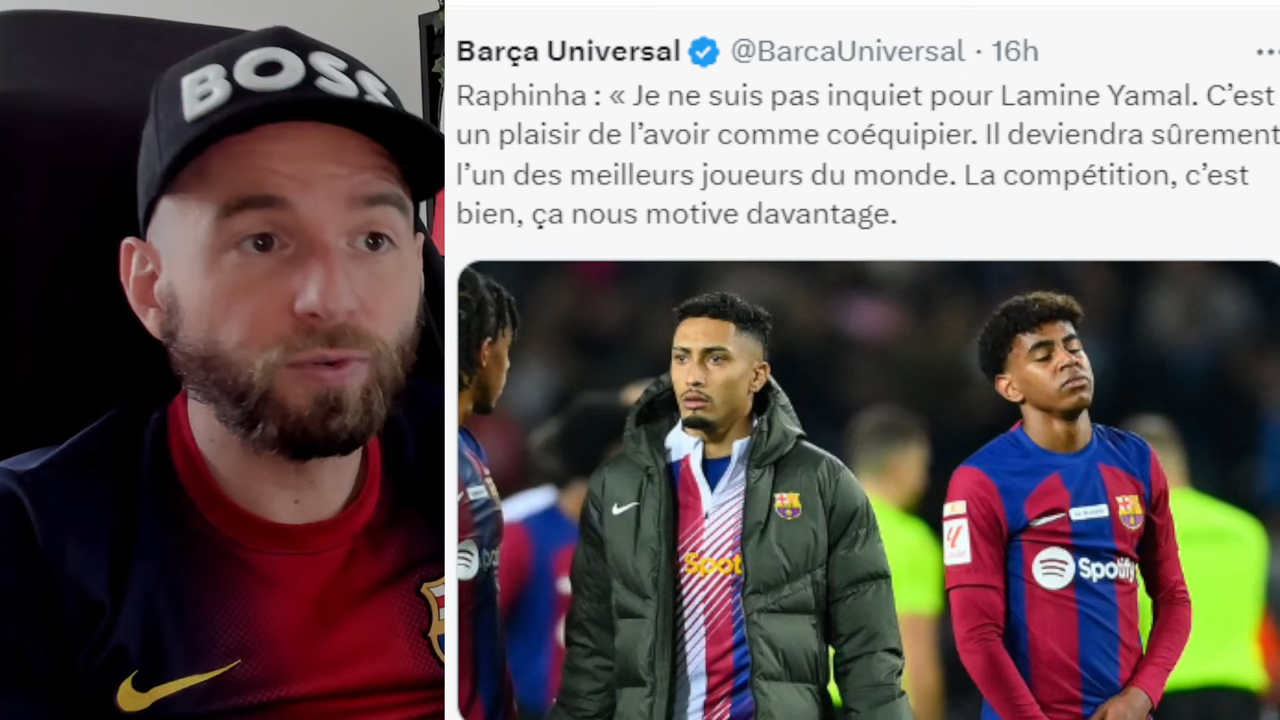 BOSS
Barça Universal @BarcaUniversal · 16h
Raphinha : « Je ne suis pas inquiet pour Lamine Yamal. C’est
un plaisir de l’avoir comme coéquipier. Il deviendra sûrement
l’un des meilleurs joueurs du monde. La compétition, c’est
bien, ça nous motive davantage.
Spot
Spotify